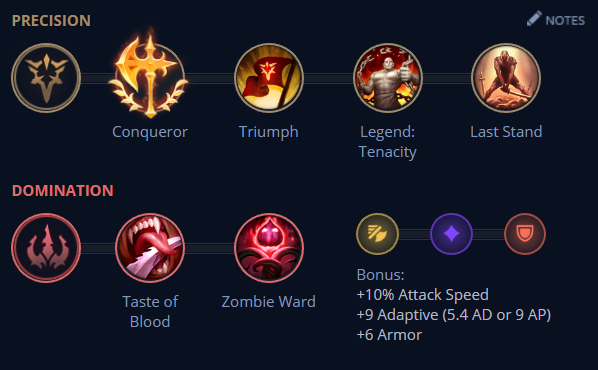 PRECISION
NOTES
Conqueror
Triumph
Legend:
Tenacity
Last Stand
DOMINATION
Taste of
Blood
Zombie Ward
Bonus:
+10% Attack Speed
+9 Adaptive (5.4 AD or 9 AP)
+6 Armor